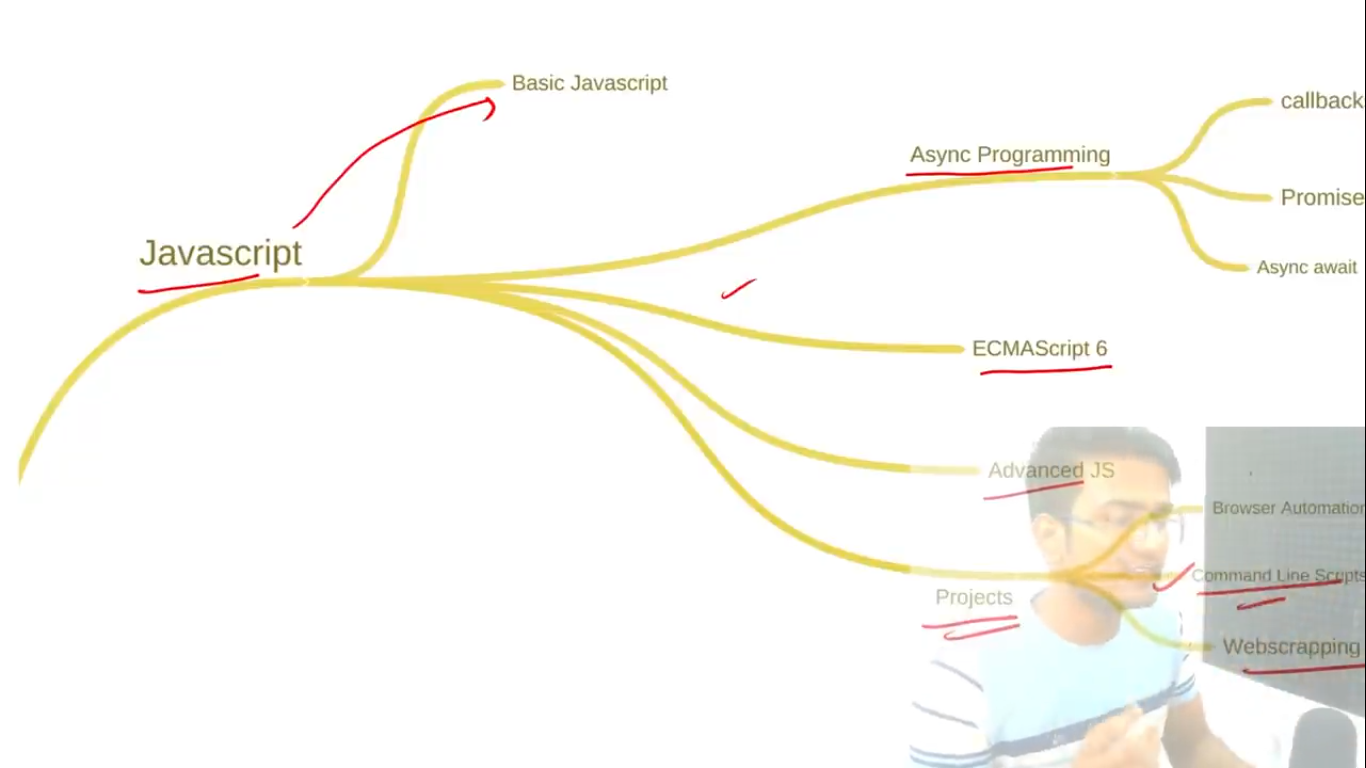 Basic Javascript
Javascript
Async Programming
callback
Promise
Async await
ECMAScript 6
Advanced JS
Projects
Browser Automation
Command Line Scripts
Webscrapping